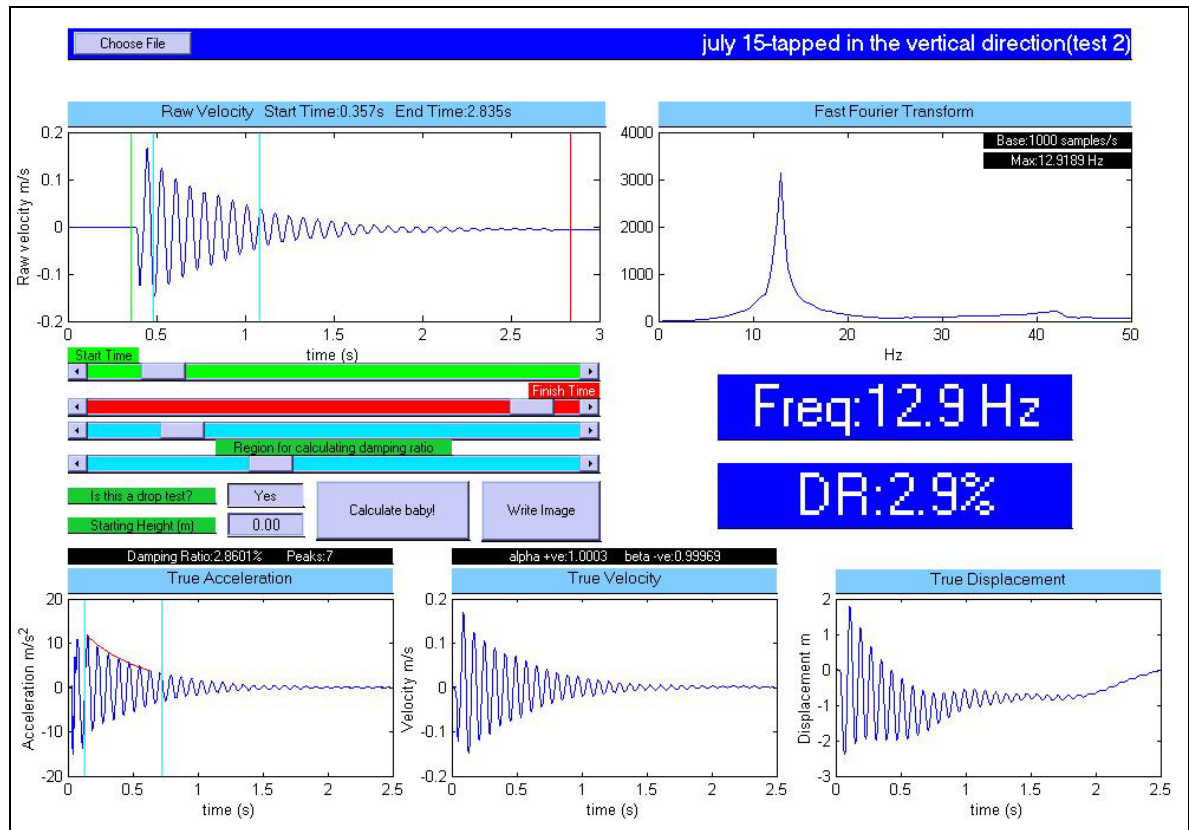 Choose File
july 15-tapped in the vertical direction(test 2)
Raw Velocity Start Time:0.357s End Time:2.835s
Raw velocity m/s
0.2
0.1
0
-0.1
-0.2
0 0.5 1 1.5 2 2.5 3
time (s)
Fast Fourier Transform
Base:1000 samples/s
Max:12.9189 Hz
4000
3000
2000
1000
0
0 10 20 30 40 50
Hz
Start Time
Finish Time
Region for calculating damping ratio
Is this a drop test? Yes
Starting Height (m) 0.00
Calculate baby!
Write Image
Freq:12.9 Hz
DR:2.9%
Damping Ratio:2.8601% Peaks:7
True Acceleration
Acceleration m/s²
20
10
0
-10
-20
0 0.5 1 1.5 2 2.5
time (s)
alpha +ve:1.0003 beta -ve:0.99969
True Velocity
Velocity m/s
0.2
0.1
0
-0.1
-0.2
0 0.5 1 1.5 2 2.5
time (s)
True Displacement
Displacement m
2
1
0
-1
-2
-3
0 0.5 1 1.5 2 2.5
time (s)